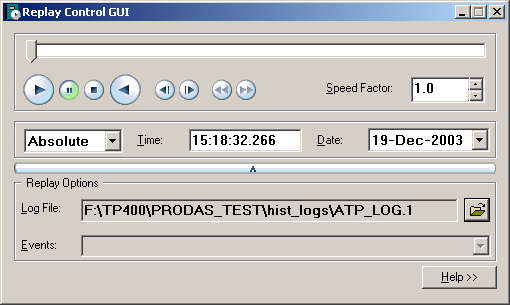 Replay Control GUI
Speed Factor: 1.0
Absolute Time: 15:18:32.266 Date: 19-Dec-2003
Replay Options
Log File: F:\TP400\PRODAS_TEST\hist_logs\ATP_LOG.1
Events:
Help >>